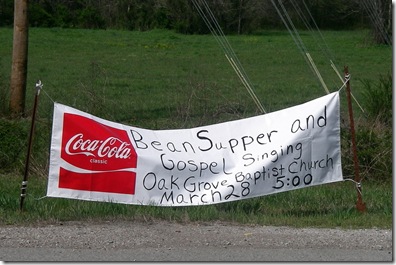 Coca-Cola
classic
Bean Supper and
Gospel Singing
Oak Grove Baptist Church
March 28 5:00